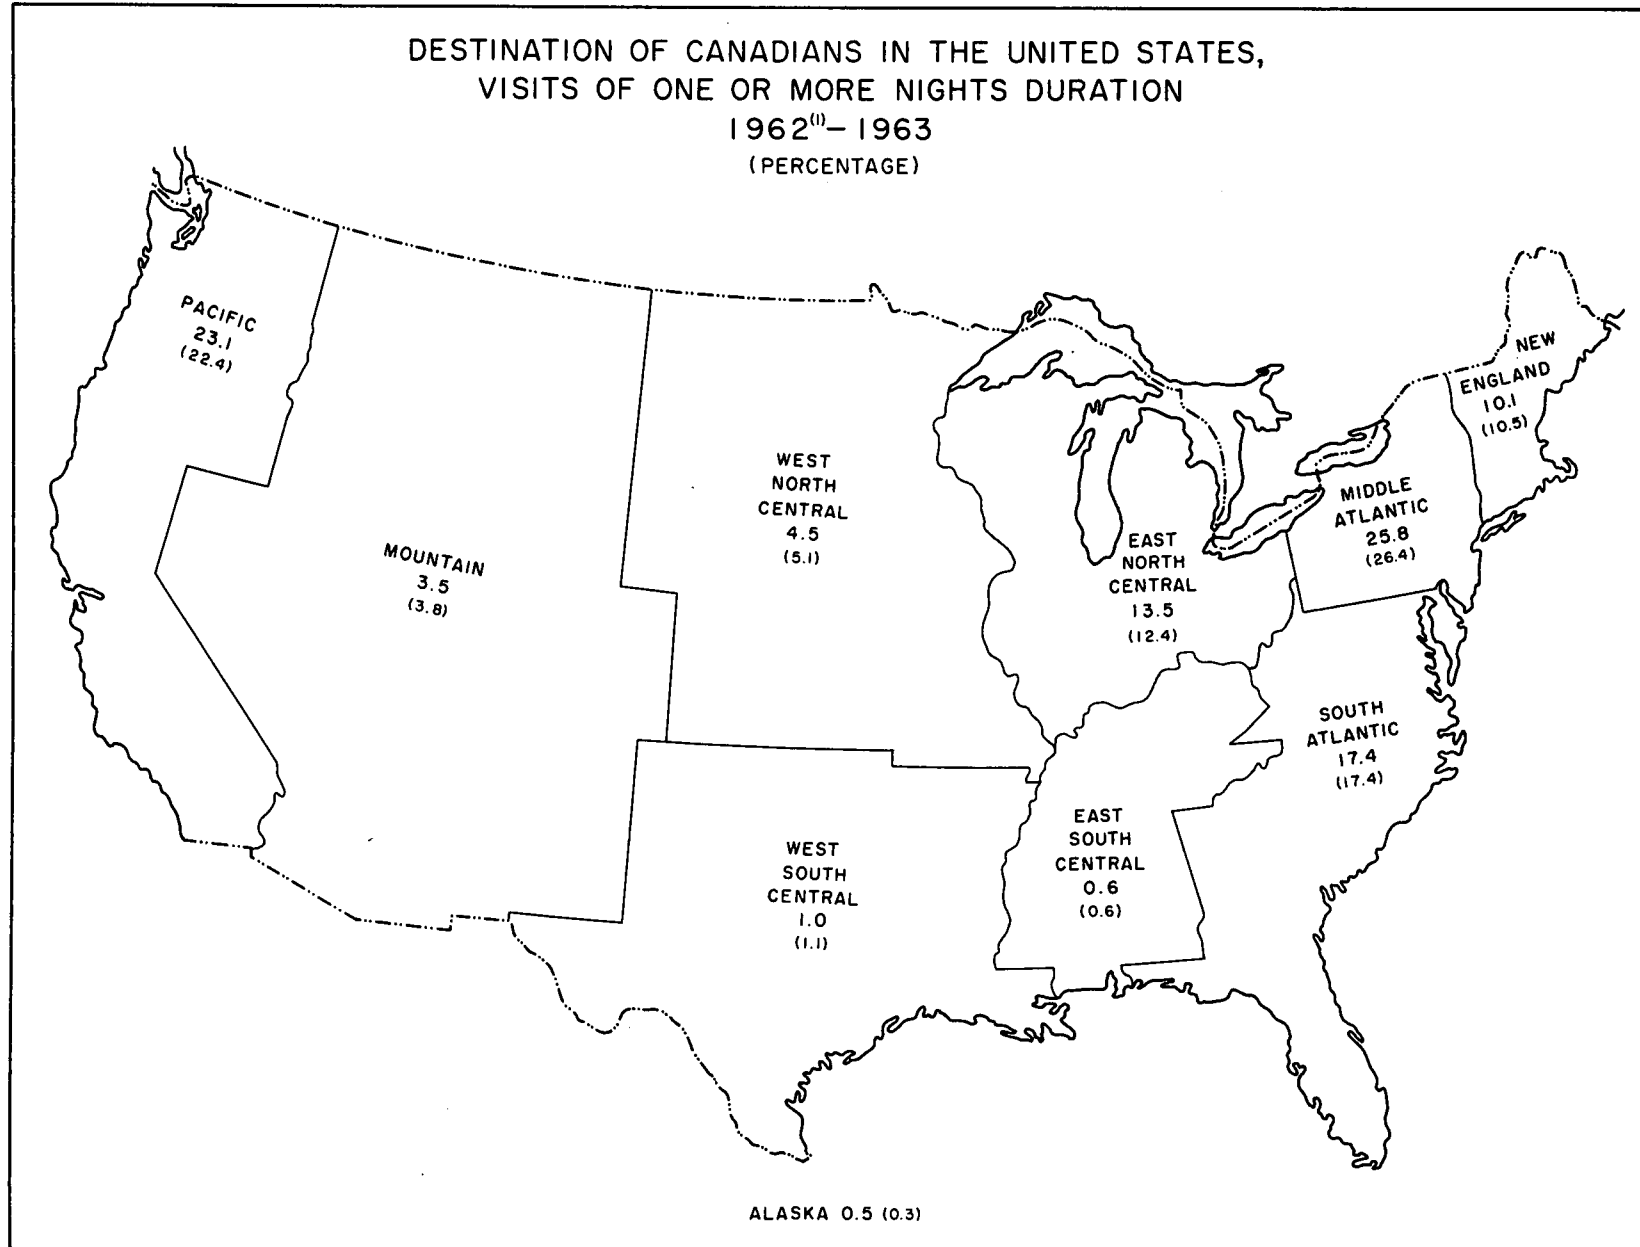 DESTINATION OF CANADIANS IN THE UNITED STATES,
VISITS OF ONE OR MORE NIGHTS DURATION
1962(1)–1963
(PERCENTAGE)
PACIFIC
23.1
(22.4)
MOUNTAIN
3.5
(3.8)
WEST
NORTH
CENTRAL
4.5
(5.1)
EAST
NORTH
CENTRAL
13.5
(12.4)
NEW
ENGLAND
10.1
(10.5)
MIDDLE
ATLANTIC
25.8
(26.4)
SOUTH
ATLANTIC
17.4
(17.4)
EAST
SOUTH
CENTRAL
0.6
(0.6)
WEST
SOUTH
CENTRAL
1.0
(1.1)
ALASKA 0.5 (0.3)